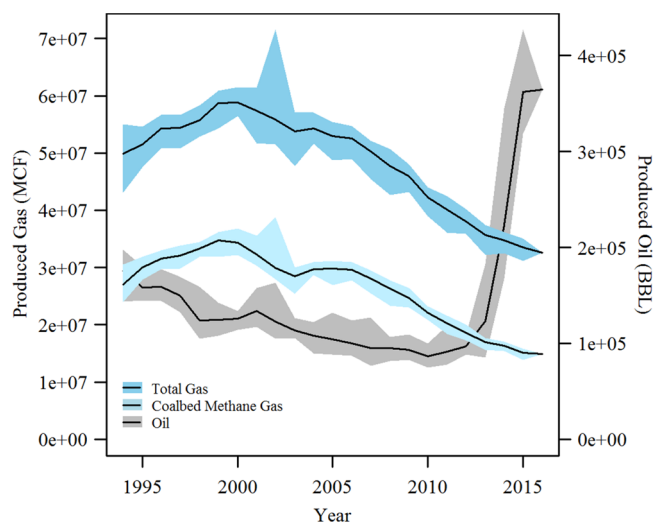 7e+07
6e+07
5e+07
4e+07
3e+07
2e+07
1e+07
0e+00
Produced Gas (MCF)
4e+05
3e+05
2e+05
1e+05
0e+00
Produced Oil (BBL)
Total Gas
Coalbed Methane Gas
Oil
1995 2000 2005 2010 2015
Year